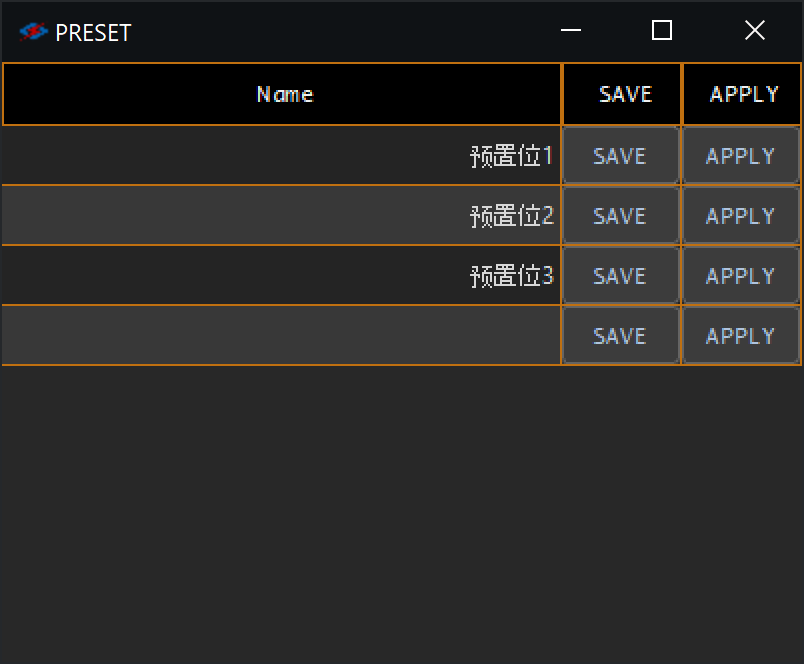 PRESET
Name SAVE APPLY
预置位1 SAVE APPLY
预置位2 SAVE APPLY
预置位3 SAVE APPLY
SAVE APPLY